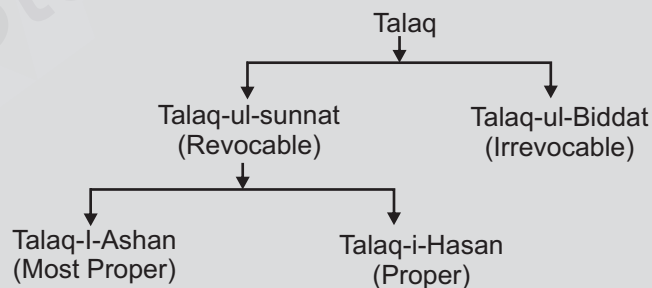 Talaq
Talaq-ul-sunnat
(Revocable)
Talaq-ul-Biddat
(Irrevocable)
Talaq-I-Ashan
(Most Proper)
Talaq-i-Hasan
(Proper)